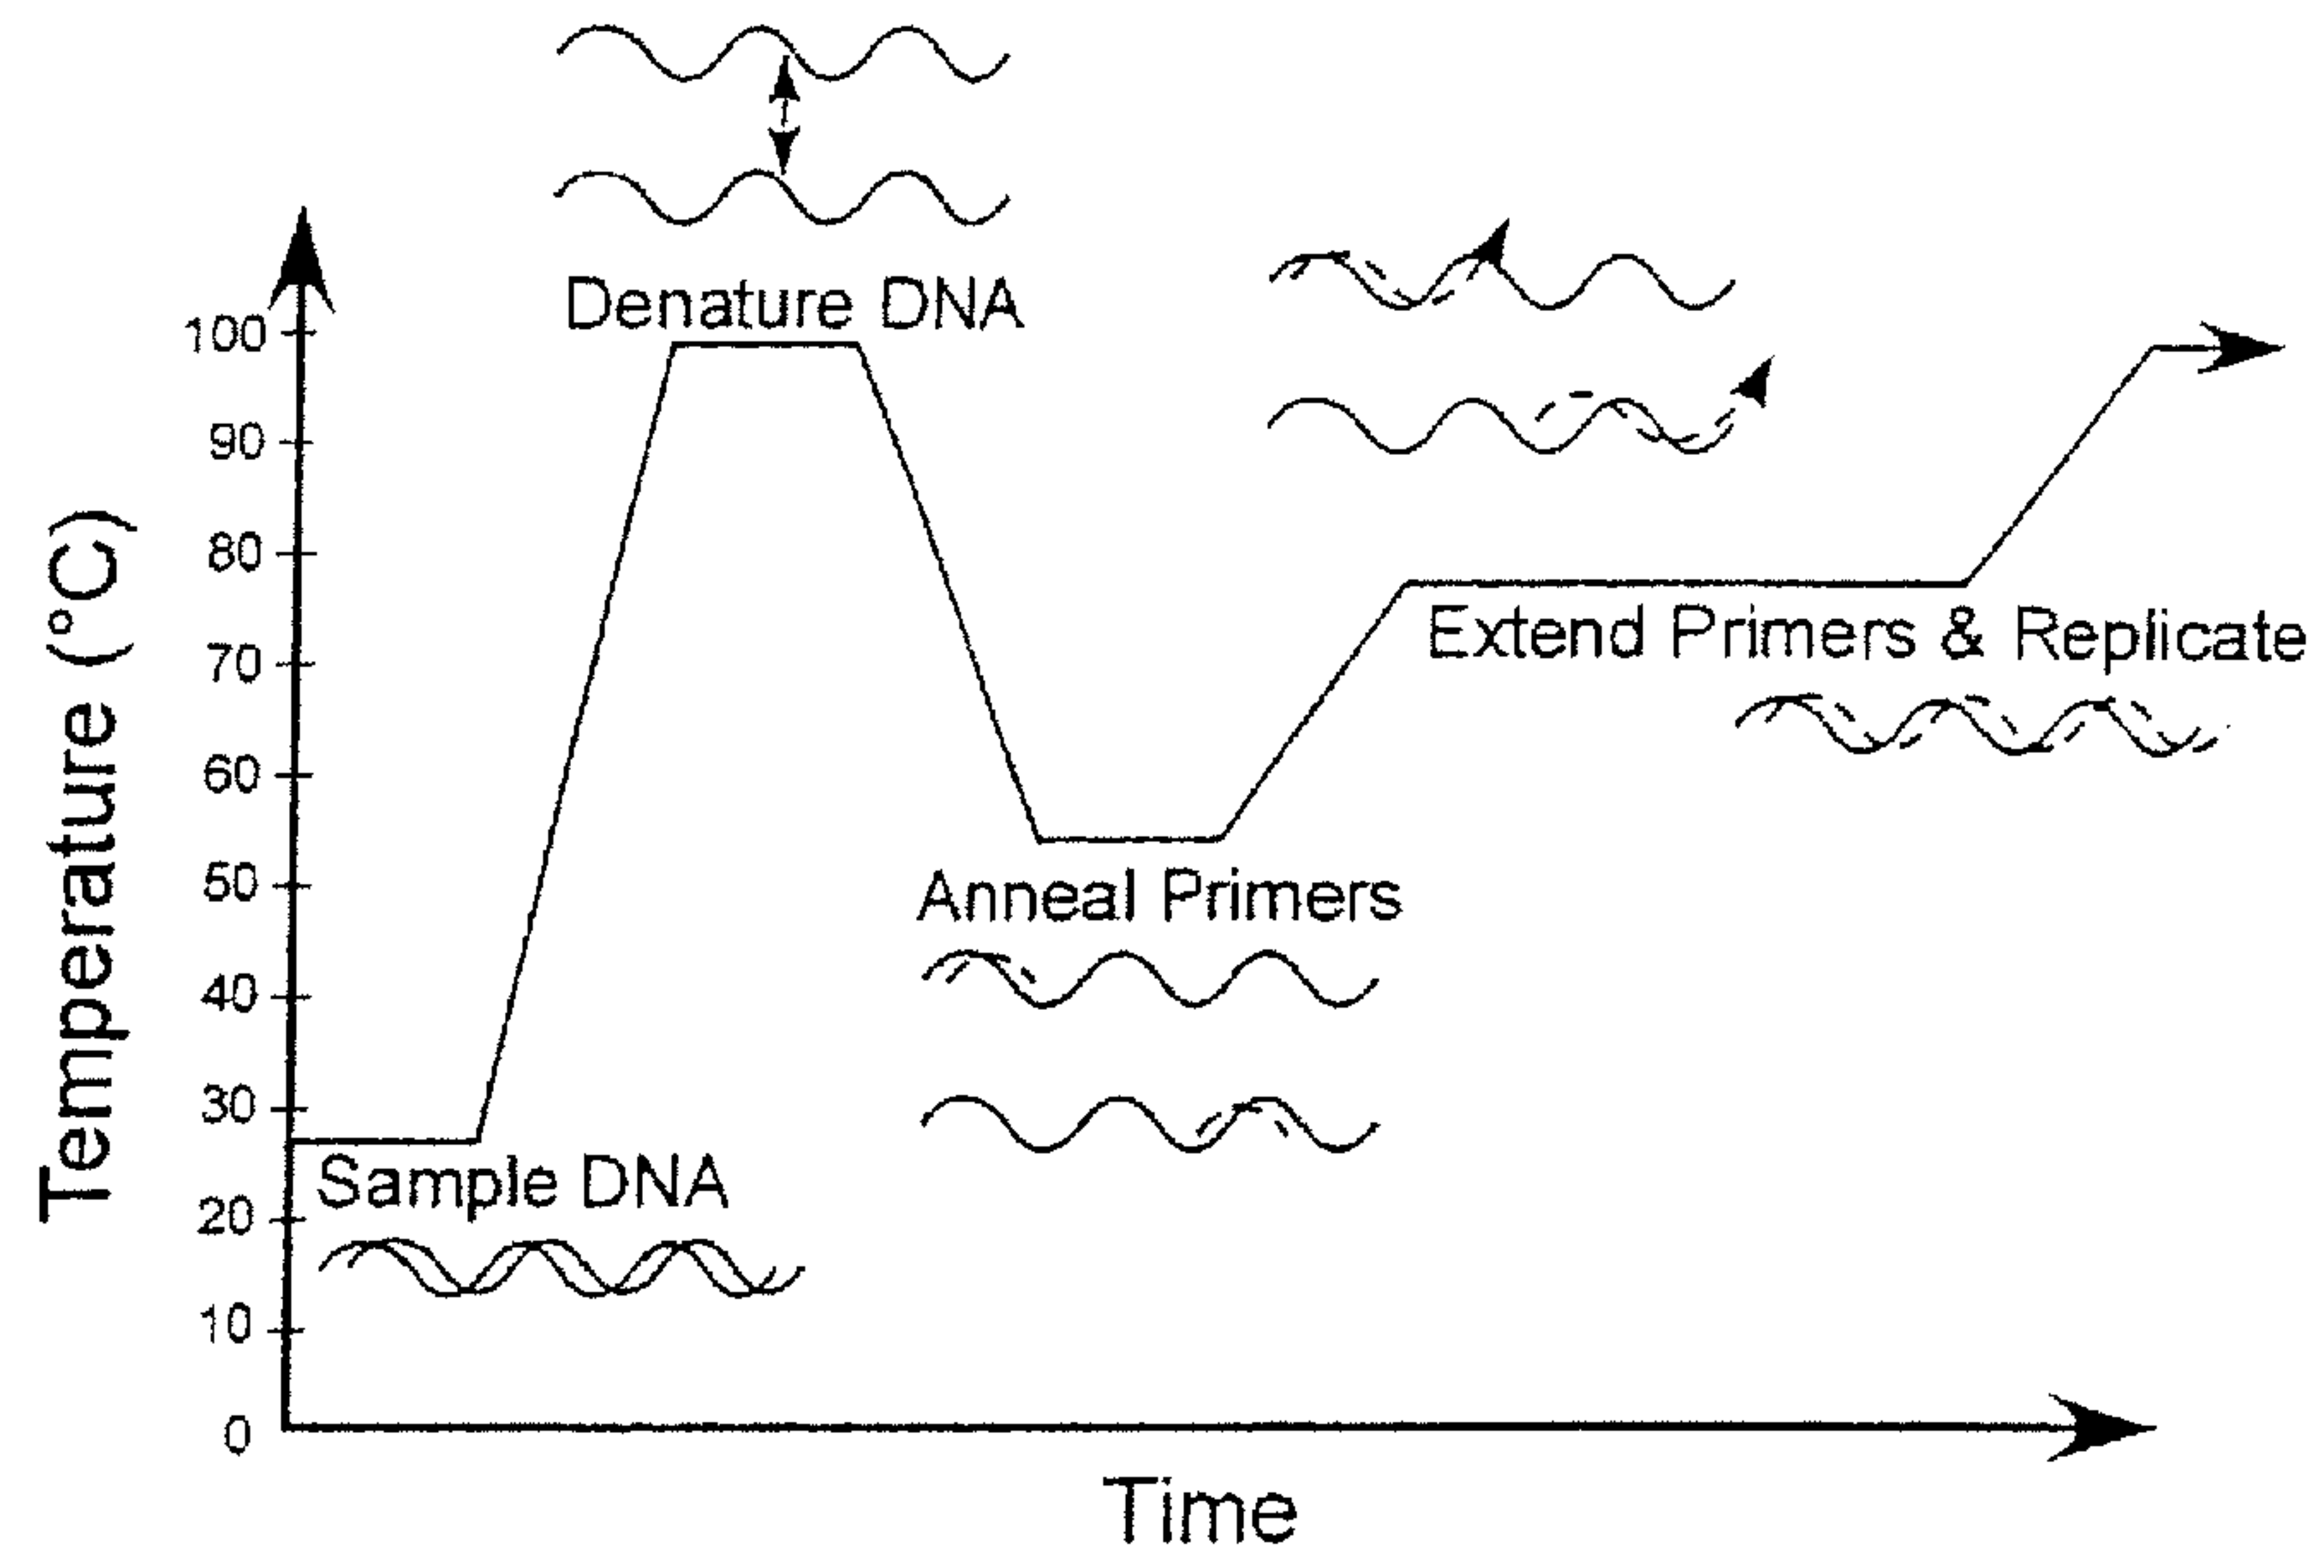 Denature DNA
100
90
80
Extend Primers & Replicate
70
60
50
Anneal Primers
40
30
Sample DNA
20
10
0
Temperature (°C)
Time